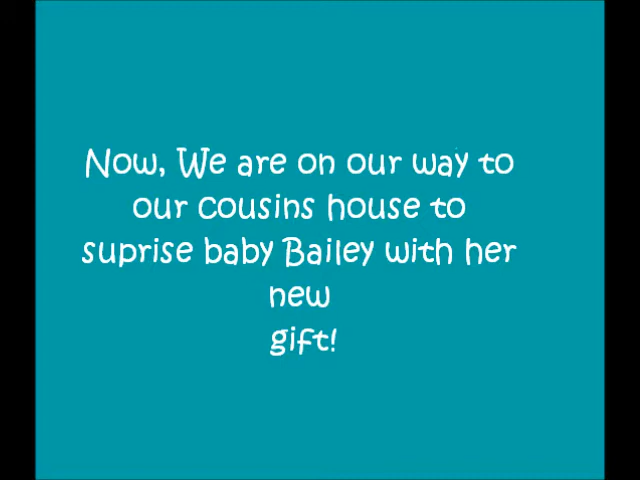 Now, We are on our way to
our cousins house to
suprise baby Bailey with her
new
gift!